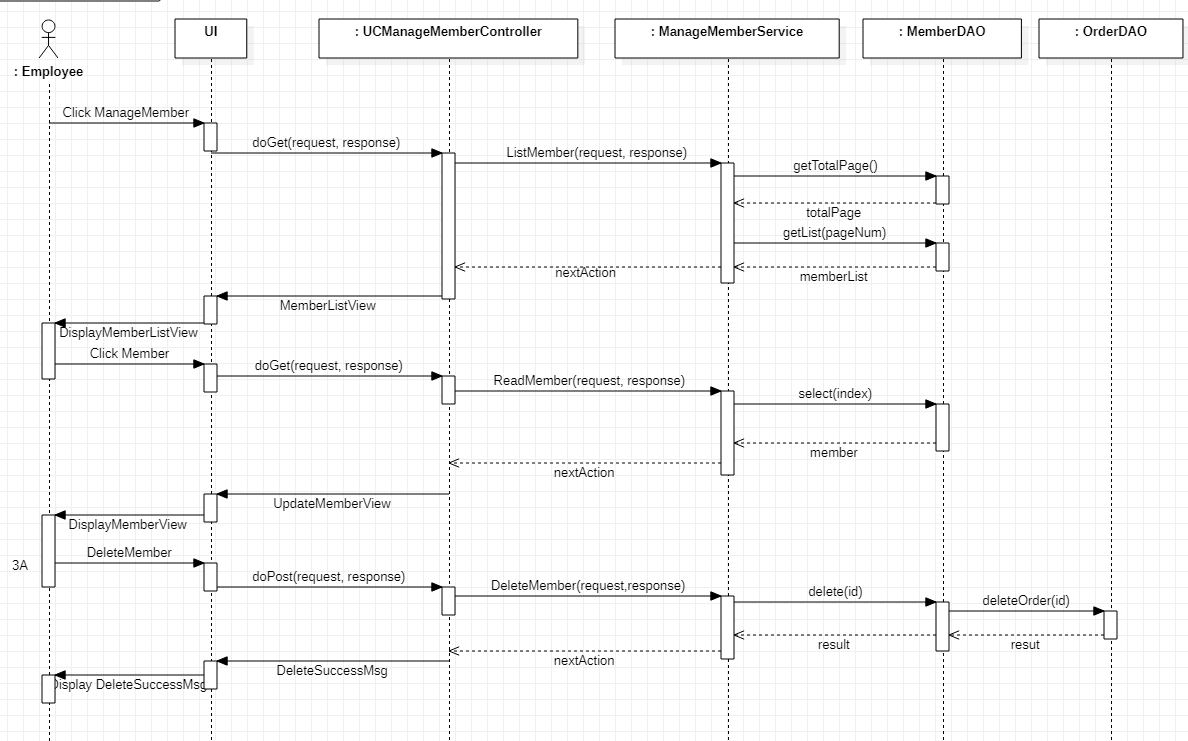 UI
: UCManageMemberController
: ManageMemberService
: MemberDAO
: OrderDAO
: Employee
Click ManageMember
doGet(request, response)
ListMember(request, response)
getTotalPage()
totalPage
getList(pageNum)
nextAction
memberList
MemberListView
DisplayMemberListView
Click Member
doGet(request, response)
ReadMember(request, response)
select(index)
member
nextAction
UpdateMemberView
DisplayMemberView
DeleteMember
3A
doPost(request, response)
DeleteMember(request,response)
delete(id)
deleteOrder(id)
result
resut
nextAction
DeleteSuccessMsg
Display DeleteSuccessMsg